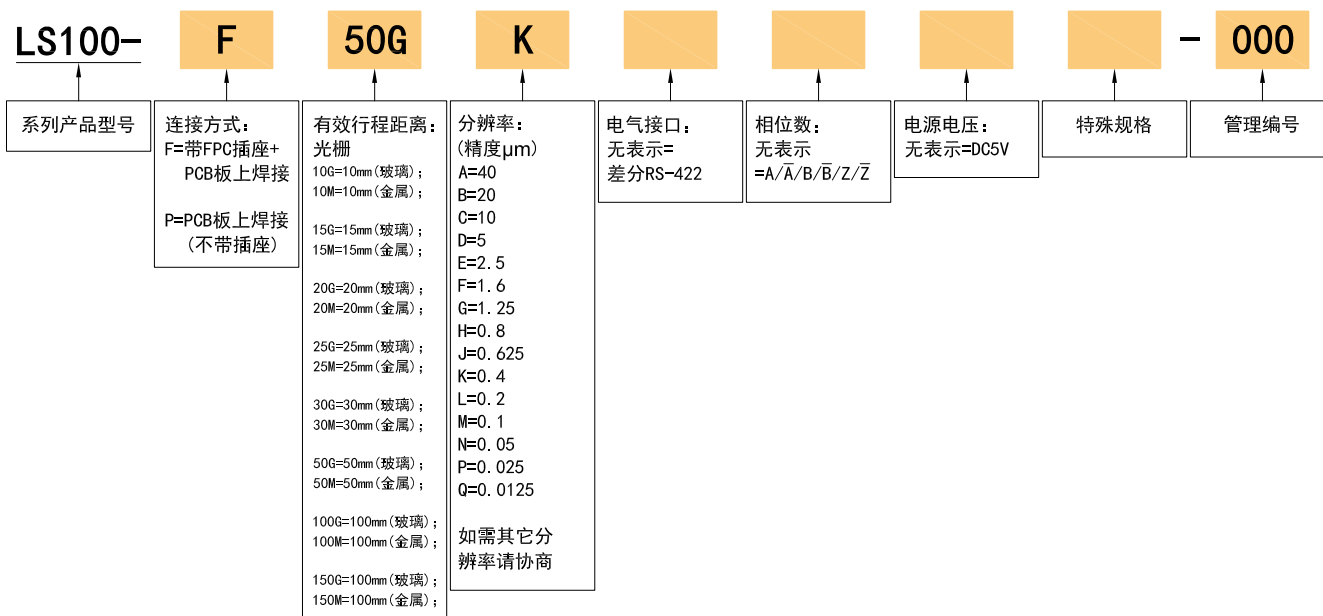 LS100- F 50G K - 000
系列产品型号
连接方式：
F=带FPC插座+
PCB板上焊接
P=PCB板上焊接
(不带插座)
有效行程距离：
光栅
10G=10mm(玻璃);
10M=10mm(金属);
15G=15mm(玻璃);
15M=15mm(金属);
20G=20mm(玻璃);
20M=20mm(金属);
25G=25mm(玻璃);
25M=25mm(金属);
30G=30mm(玻璃);
30M=30mm(金属);
50G=50mm(玻璃);
50M=50mm(金属);
100G=100mm(玻璃);
100M=100mm(金属);
150G=100mm(玻璃);
150M=100mm(金属);
分辨率：
(精度μm)
A=40
B=20
C=10
D=5
E=2.5
F=1.6
G=1.25
H=0.8
J=0.625
K=0.4
L=0.2
M=0.1
N=0.05
P=0.025
Q=0.0125
如需其它分
辨率请协商
电气接口：
无表示=
差分RS-422
相位数：
无表示
=A/A̅/B/B̅/Z/Z̅
电源电压：
无表示=DC5V
特殊规格
管理编号